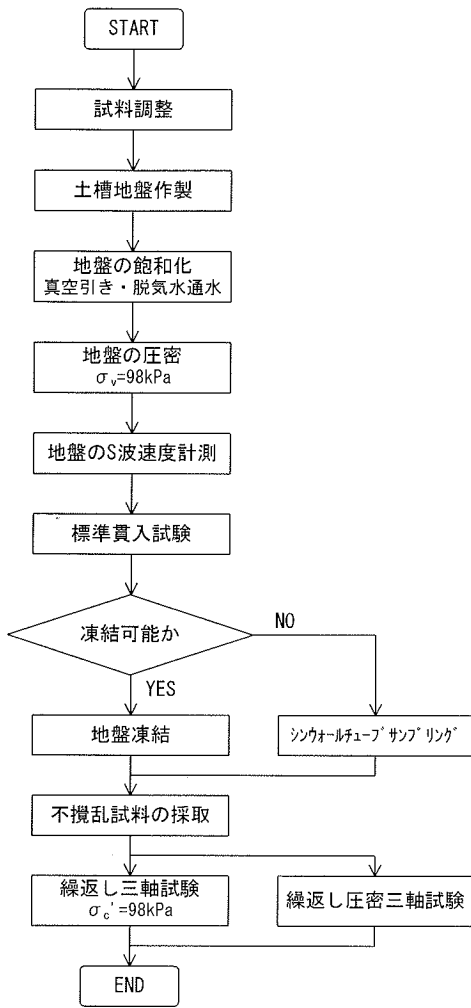 START
試料調整
土槽地盤作製
地盤の飽和化
真空引き・脱気水通水
地盤の圧密
σv=98kPa
地盤のS波速度計測
標準貫入試験
凍結可能か
NO
YES
地盤凍結
ｼﾝｳｫｰﾙﾁｭｰﾌﾞｻﾝﾌﾟﾘﾝｸﾞ
不攪乱試料の採取
繰返し三軸試験
σc'=98kPa
繰返し圧密三軸試験
END